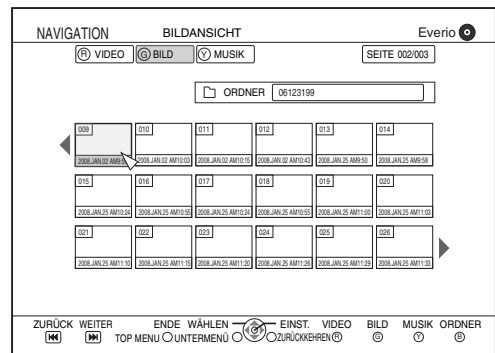 NAVIGATION BILDANSICHT Everio
R VIDEO G BILD Y MUSIK SEITE 002/003
ORDNER 06123199
009 010 011 012 013 014
2008.JAN.02 AM9:5 2008.JAN.02 AM10:03 2008.JAN.02 AM10:15 2008.JAN.02 AM10:43 2008.JAN.25 AM9:50 2008.JAN.25 AM9:58
015 016 017 018 019 020
2008.JAN.25 AM10:24 2008.JAN.25 AM10:55 2008.JAN.25 AM10:24 2008.JAN.25 AM10:55 2008.JAN.25 AM11:00 2008.JAN.25 AM11:03
021 022 023 024 025 026
2008.JAN.25 AM11:10 2008.JAN.25 AM11:15 2008.JAN.25 AM11:20 2008.JAN.25 AM11:26 2008.JAN.25 AM11:29 2008.JAN.25 AM11:33
ZURÜCK WEITER ENDE WÄHLEN EINST. VIDEO BILD MUSIK ORDNER
TOP MENU UNTERMENÜ ZURÜCKKEHREN R G Y B